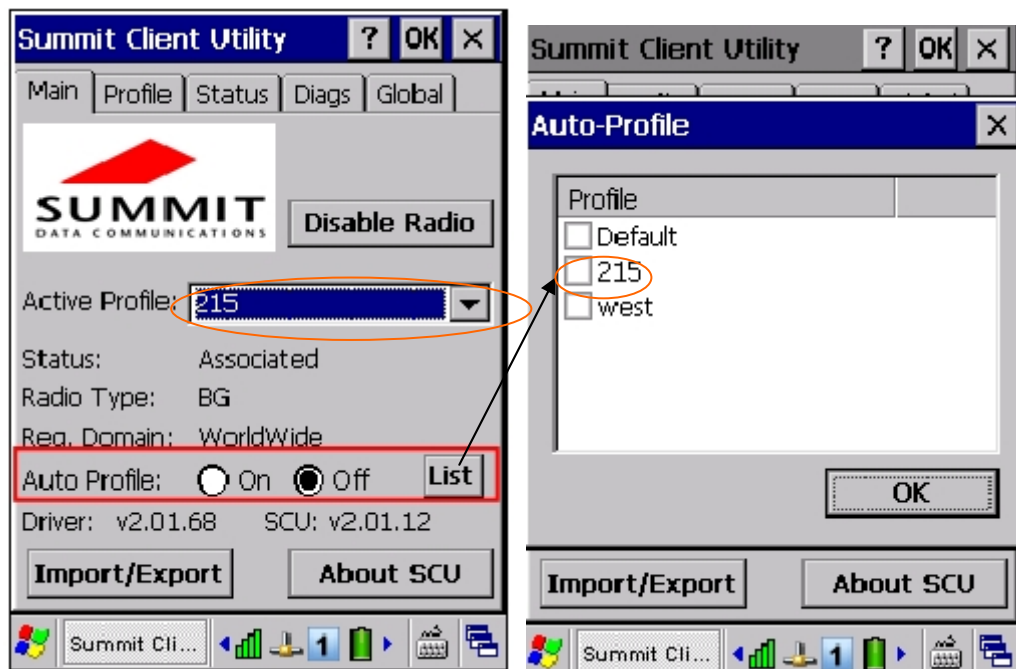 Summit Client Utility ? OK ×
Main Profile Status Diags Global
SUMMIT
DATA COMMUNICATIONS
Disable Radio
Active Profile: 215
Status: Associated
Radio Type: BG
Reg. Domain: WorldWide
Auto Profile: On Off List
Driver: v2.01.68 SCU: v2.01.12
Import/Export About SCU
Summit Cli... 1
Summit Client Utility ? OK ×
Auto-Profile ×
Profile
Default
215
west
OK
Import/Export About SCU
Summit Cli... 1